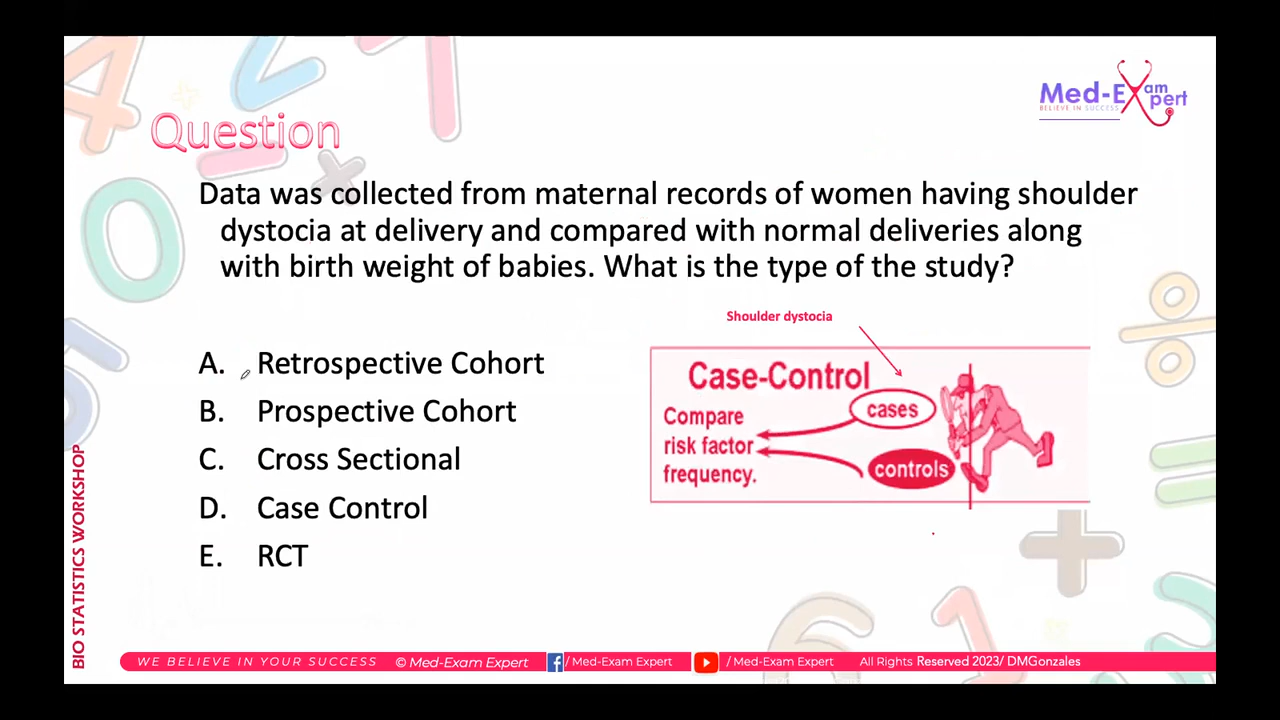 Med-Exam Expert
BELIEVE IN SUCCESS
Question
Data was collected from maternal records of women having shoulder
dystocia at delivery and compared with normal deliveries along
with birth weight of babies. What is the type of the study?
A. Retrospective Cohort
B. Prospective Cohort
C. Cross Sectional
D. Case Control
E. RCT
Shoulder dystocia
Case-Control
Compare
risk factor
frequency.
cases
controls
BIO STATISTICS WORKSHOP
WE BELIEVE IN YOUR SUCCESS © Med-Exam Expert f / Med-Exam Expert / Med-Exam Expert All Rights Reserved 2023/ DMGonzales